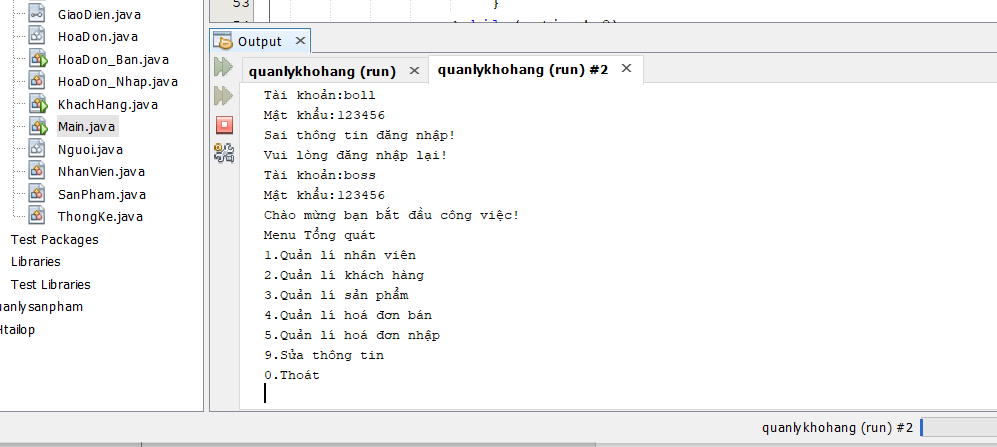 GiaoDien.java
HoaDon.java
HoaDon_Ban.java
HoaDon_Nhap.java
KhachHang.java
Main.java
Nguoi.java
NhanVien.java
SanPham.java
ThongKe.java
Test Packages
Libraries
Test Libraries
uanlysanpham
Htailop
53
}
Output
quanlykhohang (run)
quanlykhohang (run) #2
Tài khoản:boll
Mật khẩu:123456
Sai thông tin đăng nhập!
Vui lòng đăng nhập lại!
Tài khoản:boss
Mật khẩu:123456
Chào mừng bạn bắt đầu công việc!
Menu Tổng quát
1.Quản lí nhân viên
2.Quản lí khách hàng
3.Quản lí sản phẩm
4.Quản lí hoá đơn bán
5.Quản lí hoá đơn nhập
9.Sửa thông tin
0.Thoát
quanlykhohang (run) #2